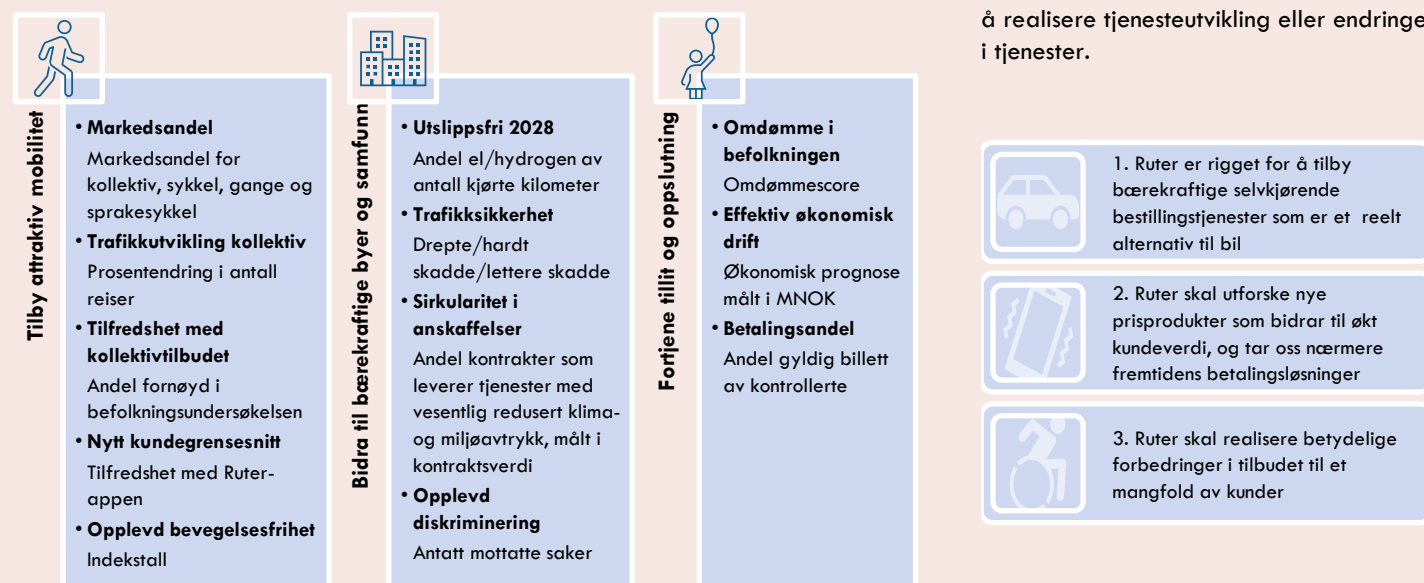 Tilby attraktiv mobilitet
• Markedsandel
Markedsandel for
kollektiv, sykkel, gange og
sprakesykkel
• Trafikkutvikling kollektiv
Prosentendring i antall
reiser
• Tilfredshet med
kollektivtilbudet
Andel fornøyd i
befolkningsundersøkelsen
• Nytt kundegrensesnitt
Tilfredshet med Ruter-
appen
• Opplevd bevegelsesfrihet
Indekstall
Bidra til bærekraftige byer og samfunn
• Utslippsfri 2028
Andel el/hydrogen av
antall kjørte kilometer
• Trafikksikkerhet
Drepte/hardt
skadde/lettere skadde
• Sirkularitet i
anskaffelser
Andel kontrakter som
leverer tjenester med
vesentlig redusert klima-
og miljøavtrykk, målt i
kontraktsverdi
• Opplevd
diskriminering
Antatt mottatte saker
Fortjene tillit og oppslutning
• Omdømme i
befolkningen
Omdømmescore
• Effektiv økonomisk
drift
Økonomisk prognose
målt i MNOK
• Betalingsandel
Andel gyldig billett
av kontrollerte
å realisere tjenesteutvikling eller endringe
i tjenester.
1. Ruter er rigget for å tilby
bærekraftige selvkjørende
bestillingstjenester som er et reelt
alternativ til bil
2. Ruter skal utforske nye
prisprodukter som bidrar til økt
kundeverdi, og tar oss nærmere
fremtidens betalingsløsninger
3. Ruter skal realisere betydelige
forbedringer i tilbudet til et
mangfold av kunder